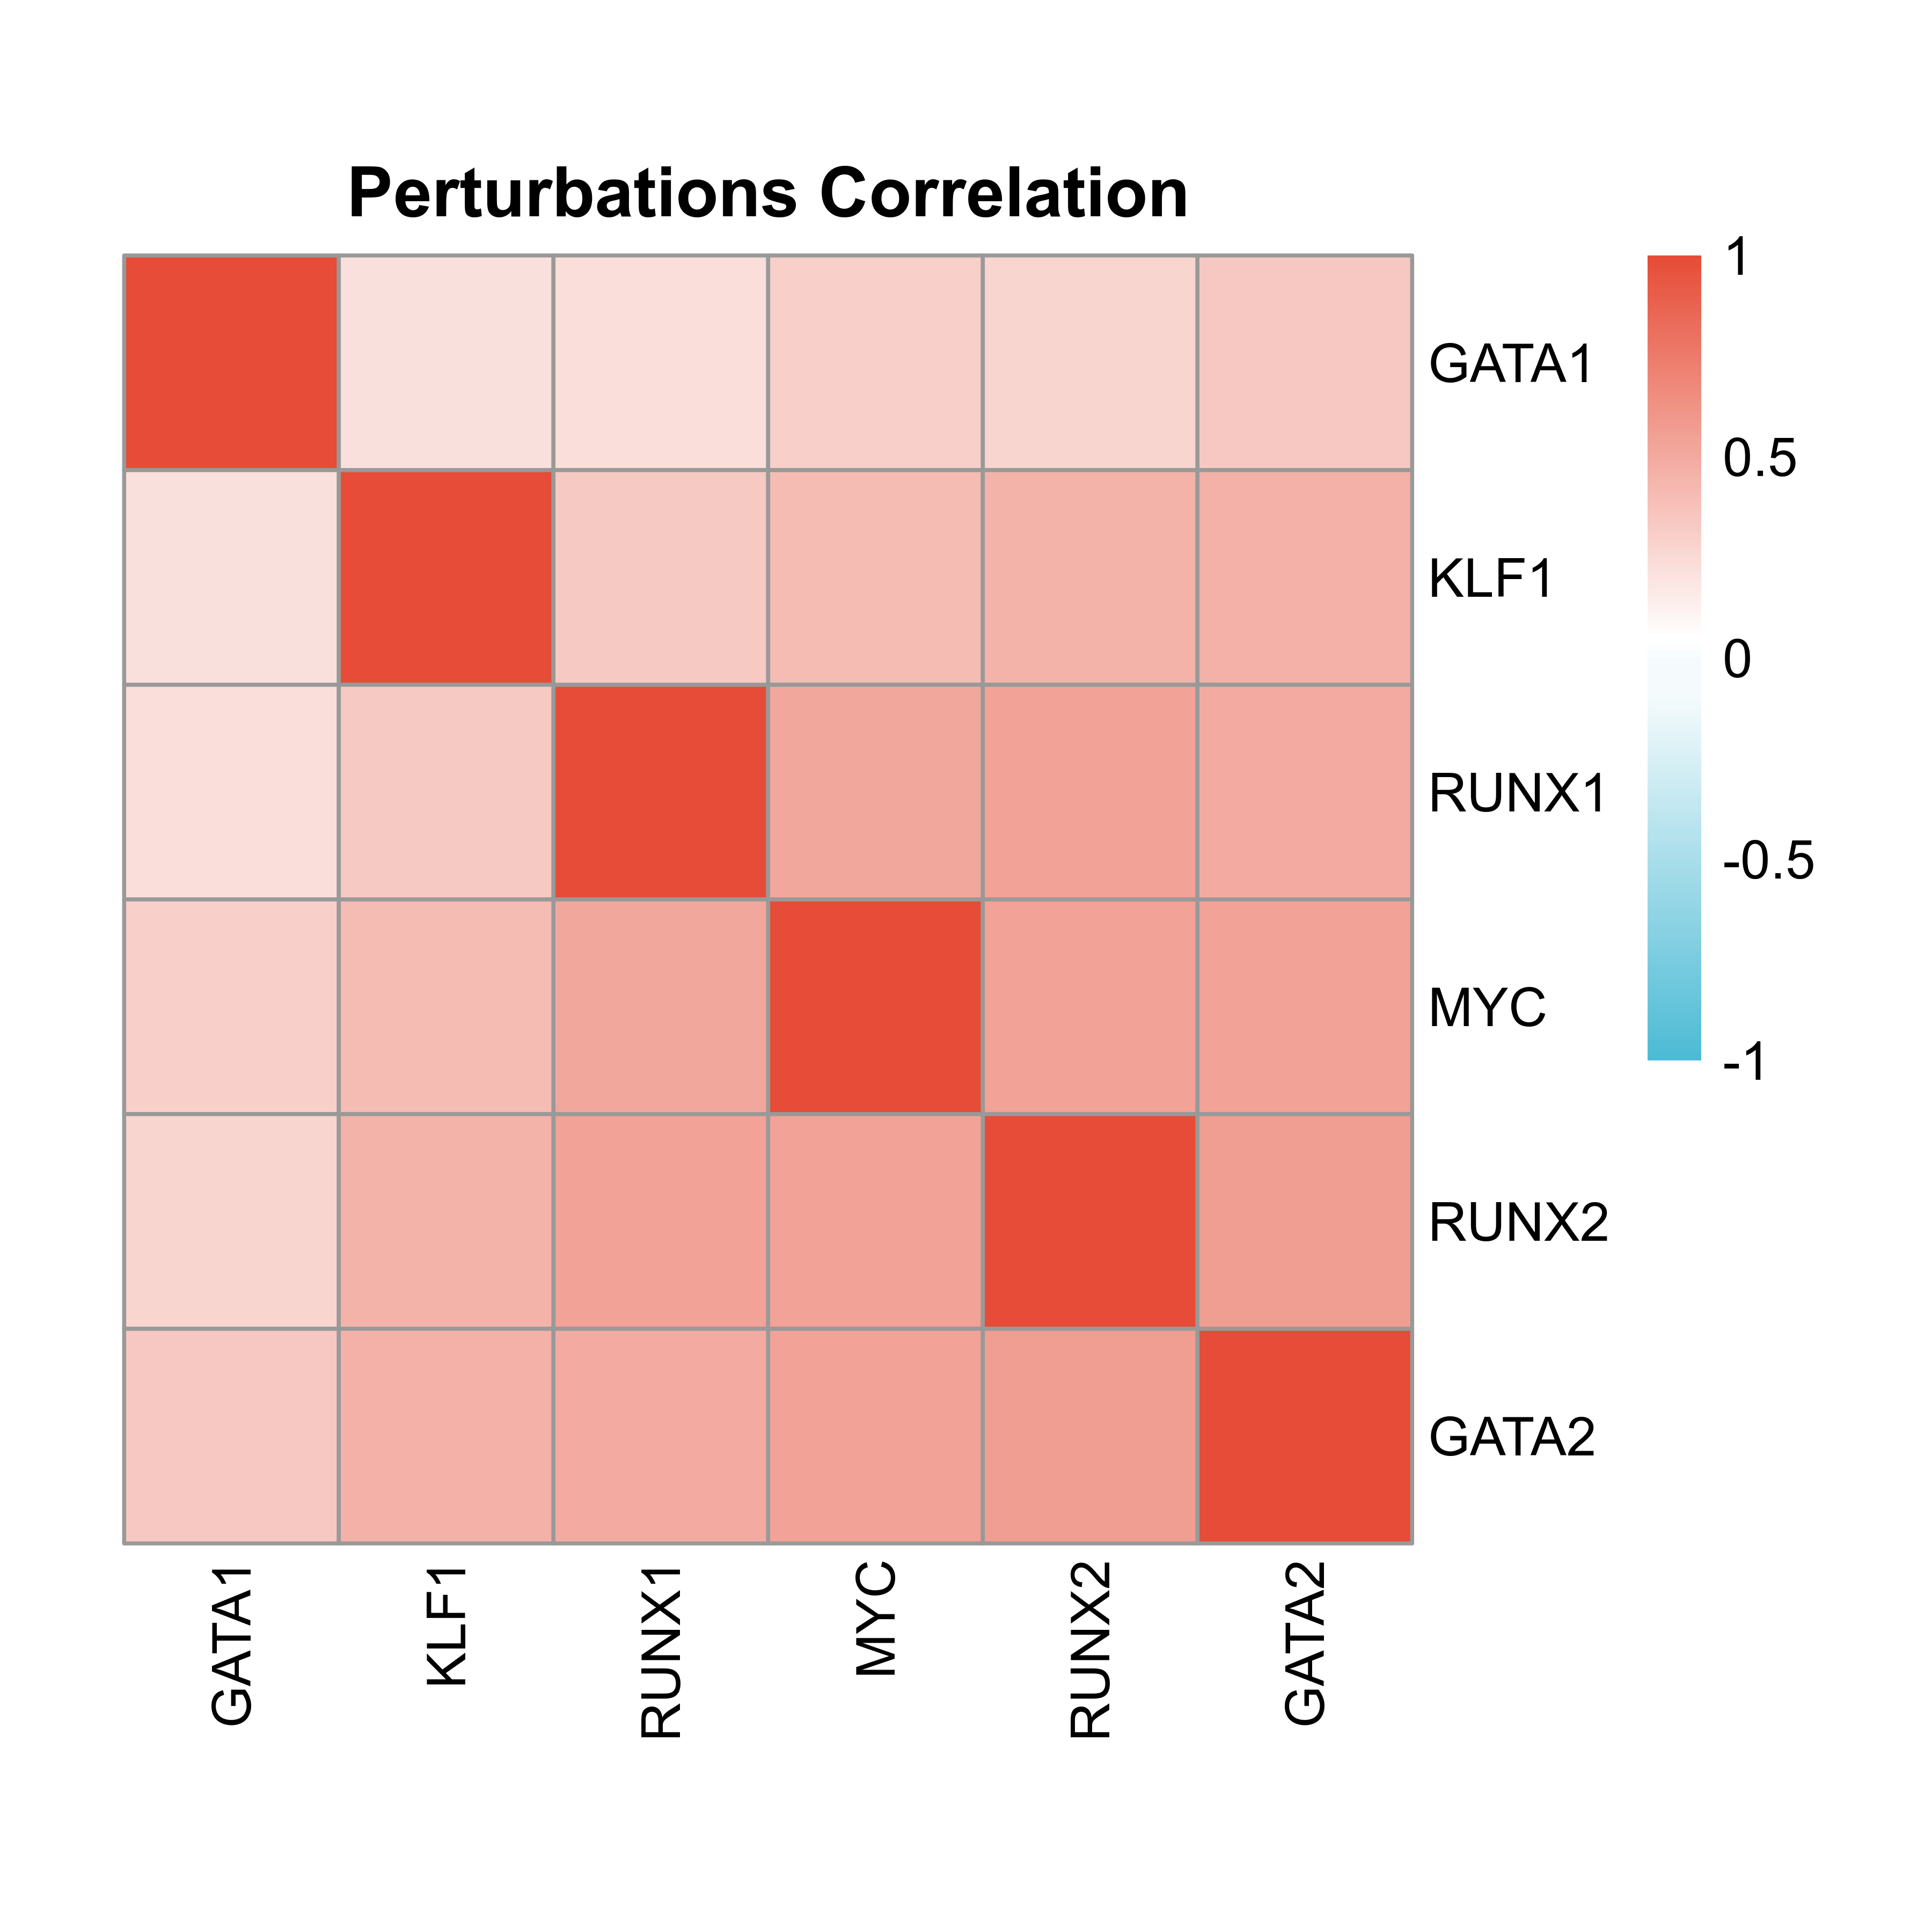 Perturbations Correlation
GATA1
KLF1
RUNX1
MYC
RUNX2
GATA2
1
0.5
0
-0.5
-1
GATA1
KLF1
RUNX1
MYC
RUNX2
GATA2